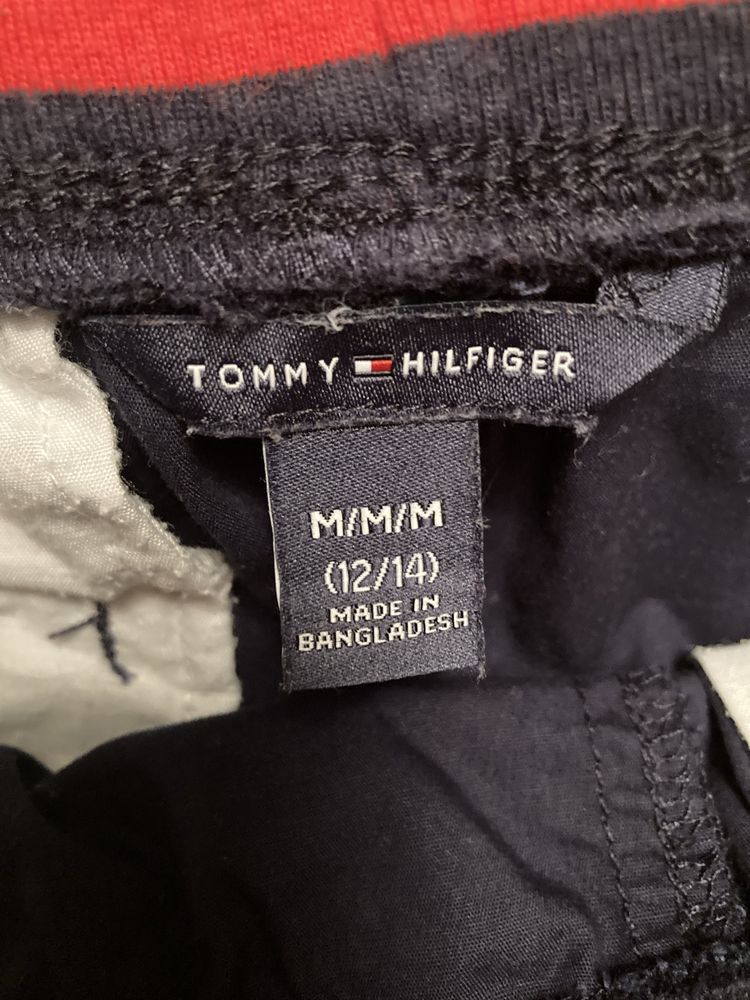 TOMMY HILFIGER
M/M/M
(12/14)
MADE IN
BANGLADESH